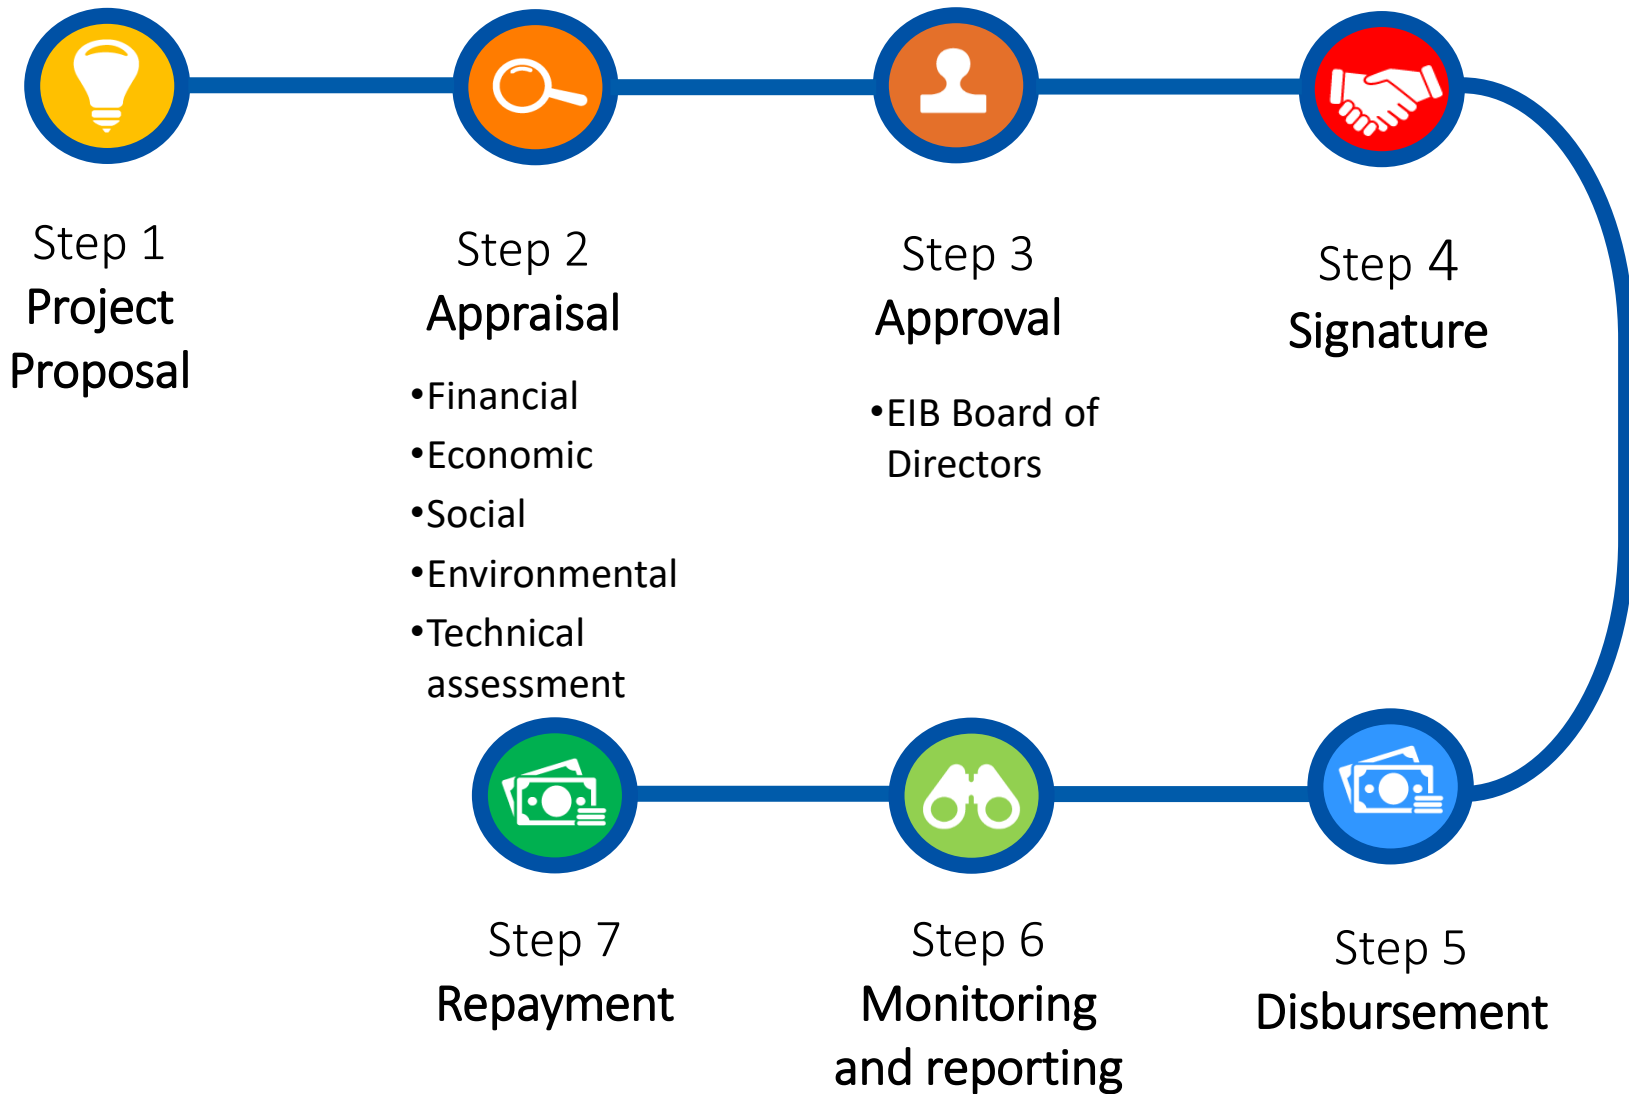 Step 1
Project
Proposal
Step 2
Appraisal
•Financial
•Economic
•Social
•Environmental
•Technical
assessment
Step 3
Approval
•EIB Board of
Directors
Step 4
Signature
Step 5
Disbursement
Step 6
Monitoring
and reporting
Step 7
Repayment